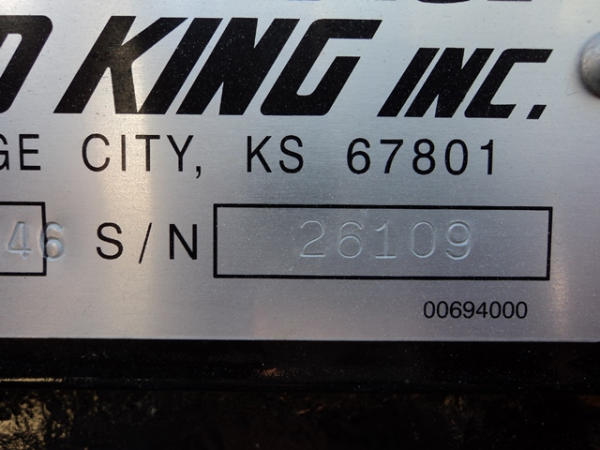 D KING INC.
GE CITY, KS 67801
46 S/N 26109
00694000